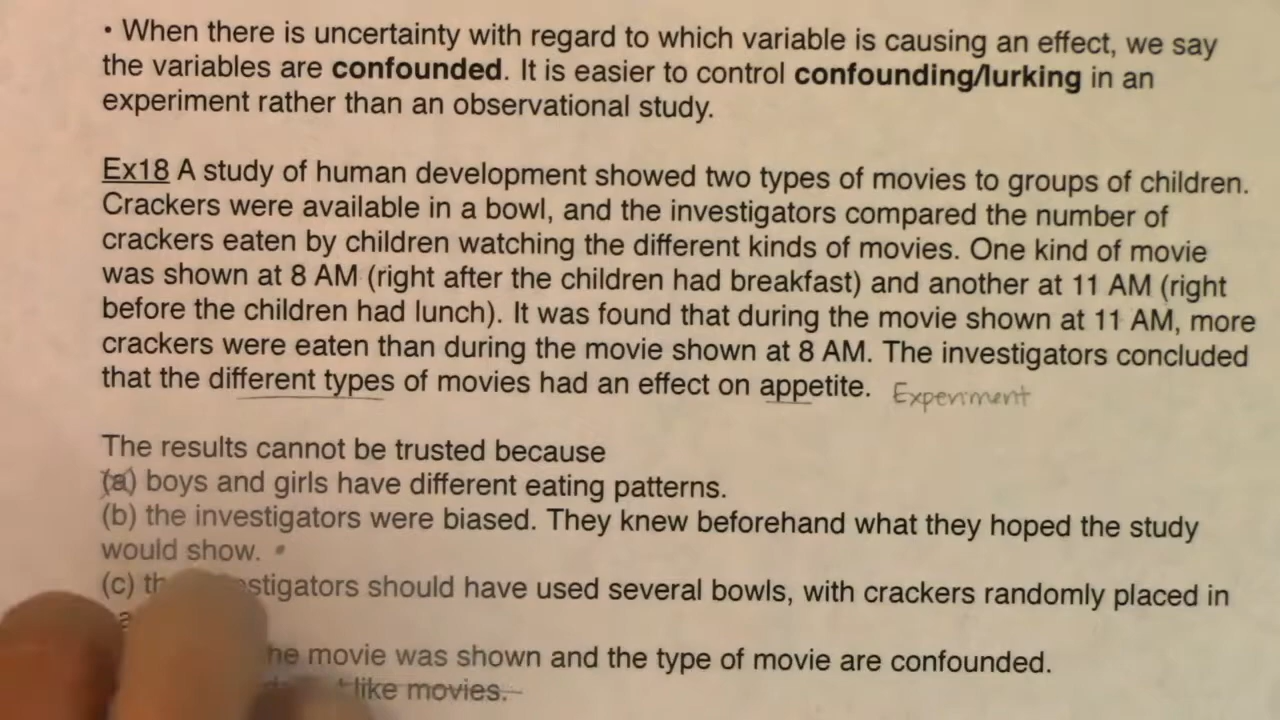 • When there is uncertainty with regard to which variable is causing an effect, we say
the variables are confounded. It is easier to control confounding/lurking in an
experiment rather than an observational study.
Ex18 A study of human development showed two types of movies to groups of children.
Crackers were available in a bowl, and the investigators compared the number of
crackers eaten by children watching the different kinds of movies. One kind of movie
was shown at 8 AM (right after the children had breakfast) and another at 11 AM (right
before the children had lunch). It was found that during the movie shown at 11 AM, more
crackers were eaten than during the movie shown at 8 AM. The investigators concluded
that the different types of movies had an effect on appetite. Experiment
The results cannot be trusted because
(a) boys and girls have different eating patterns.
(b) the investigators were biased. They knew beforehand what they hoped the study
would show.
(c) should have used several bowls, with crackers randomly placed in
movie was shown and the type of movie are confounded.
like movies.